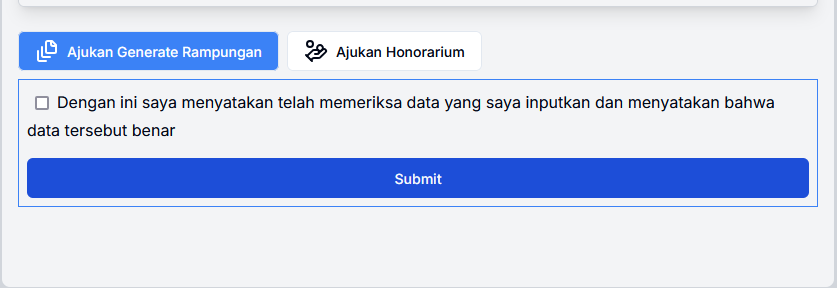 Ajukan Generate Rampungan
Ajukan Honorarium
Dengan ini saya menyatakan telah memeriksa data yang saya inputkan dan menyatakan bahwa
data tersebut benar
Submit